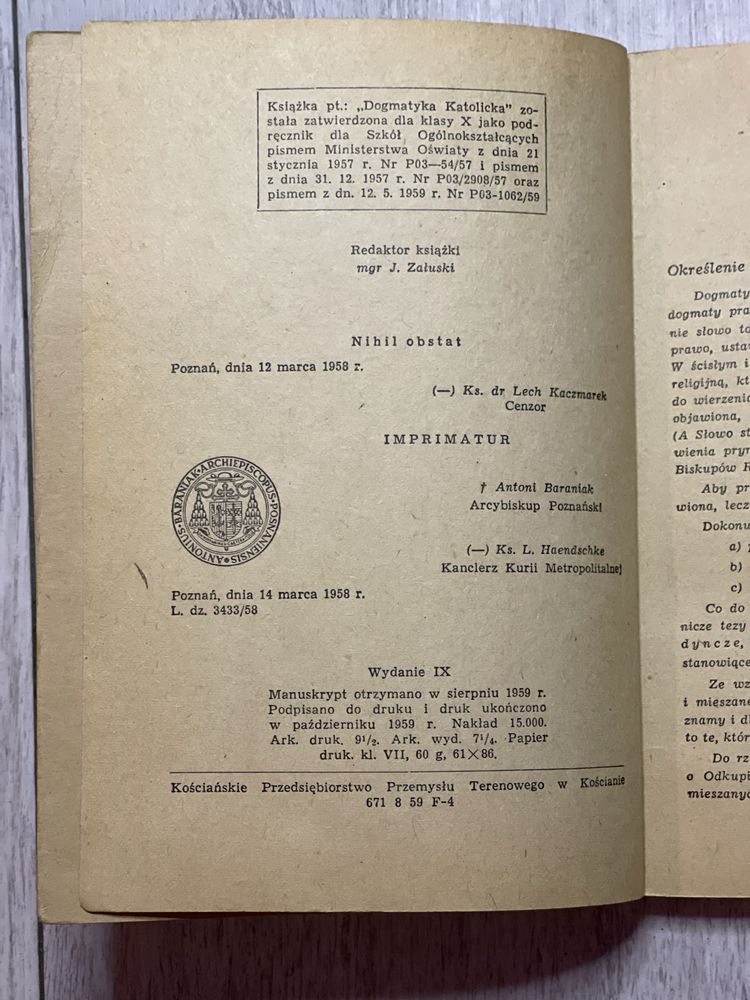 Książka pt.: „Dogmatyka Katolicka” zo-
stała zatwierdzona dla klasy X jako pod-
ręcznik dla Szkół Ogólnokształcących
pismem Ministerstwa Oświaty z dnia 21
stycznia 1957 r. Nr P03—54/57 i pismem
z dnia 31. 12. 1957 r. Nr P03/2908/57 oraz
pismem z dn. 12. 5. 1959 r. Nr P03-1062/59
Redaktor książki
mgr J. Załuski
Nihil obstat
Poznań, dnia 12 marca 1958 r.
(—) Ks. dr Lech Kaczmarek
Cenzor
IMPRIMATUR
ANTONIUS BARANIAK ARCHIEPISCOPUS POSNANIENSIS
† Antoni Baraniak
Arcybiskup Poznański
(—) Ks. L. Haendschke
Kanclerz Kurii Metropolitalnej
Poznań, dnia 14 marca 1958 r.
L. dz. 3433/58
Wydanie IX
Manuskrypt otrzymano w sierpniu 1959 r.
Podpisano do druku i druk ukończono
w październiku 1959 r. Nakład 15.000.
Ark. druk. 9¹/₂. Ark. wyd. 7¹/₄. Papier
druk. kl. VII, 60 g, 61×86.
Kościańskie Przedsiębiorstwo Przemysłu Terenowego w Kościanie
671 8 59 F-4
Określenie
Dogmaty
dogmaty pra
nie słowo to
prawo, usta
W ścisłym i
religijną, kt
do wierzenia
objawiona,
(A Słowo st
wienia pry
Biskupów R
Aby pr
wiona, lecz
Dokonu
a)
b)
c)
Co do
nicze tezy
dyncze,
stanowiące
Ze wz
i mieszane
znamy i dl
to te, któr
Do rz
o Odkupi
mieszanyc